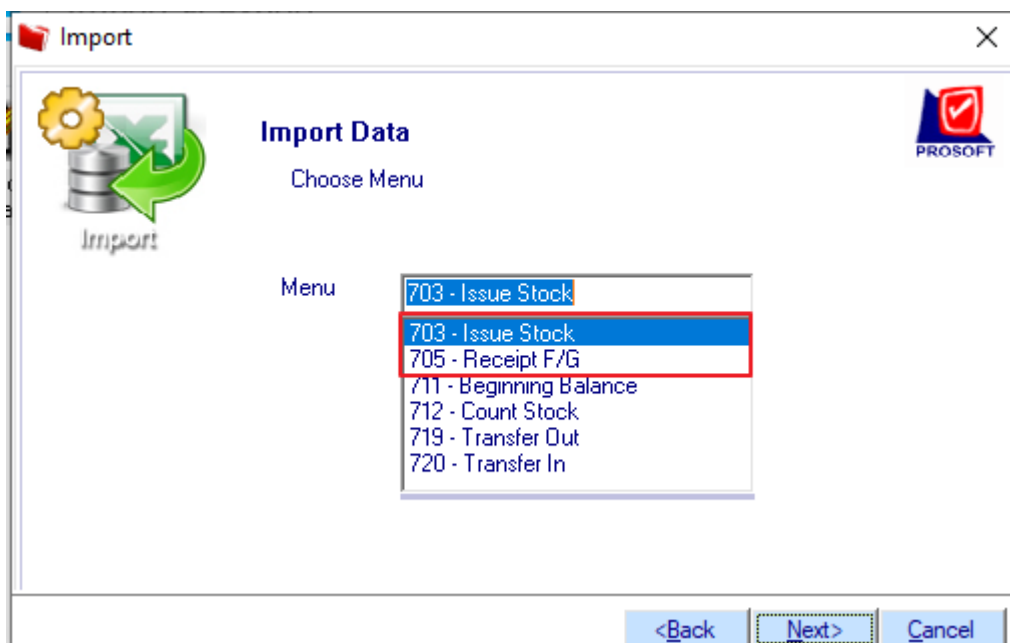 Import
Import Data
Choose Menu
PROSOFT
Import
Menu
703 - Issue Stock
703 - Issue Stock
705 - Receipt F/G
711 - Beginning Balance
712 - Count Stock
719 - Transfer Out
720 - Transfer In
<Back
Next>
Cancel